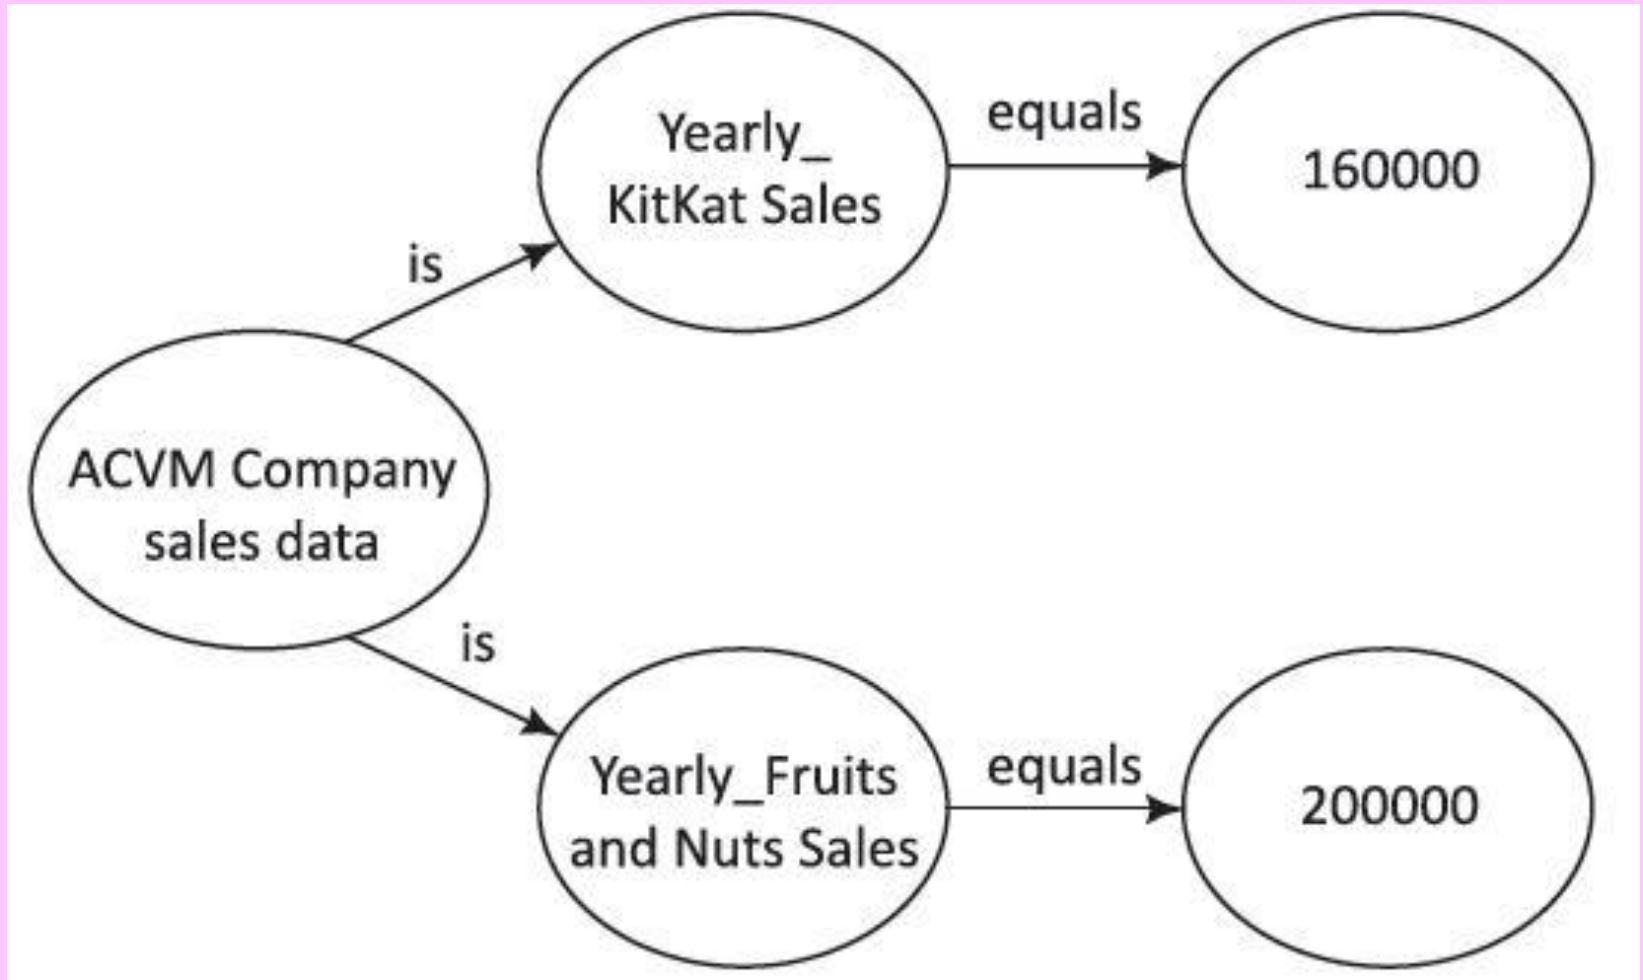 Yearly_
KitKat Sales
equals
160000
is
ACVM Company
sales data
is
Yearly_Fruits
and Nuts Sales
equals
200000